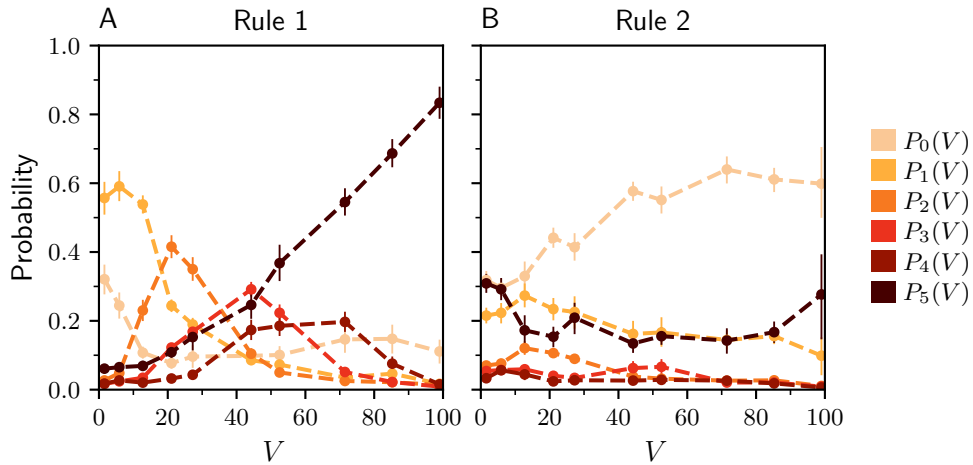 A Rule 1
B Rule 2
Probability
1.0
0.8
0.6
0.4
0.2
0.0
0 20 40 60 80 100
V
0 20 40 60 80 100
V
P₀(V)
P₁(V)
P₂(V)
P₃(V)
P₄(V)
P₅(V)